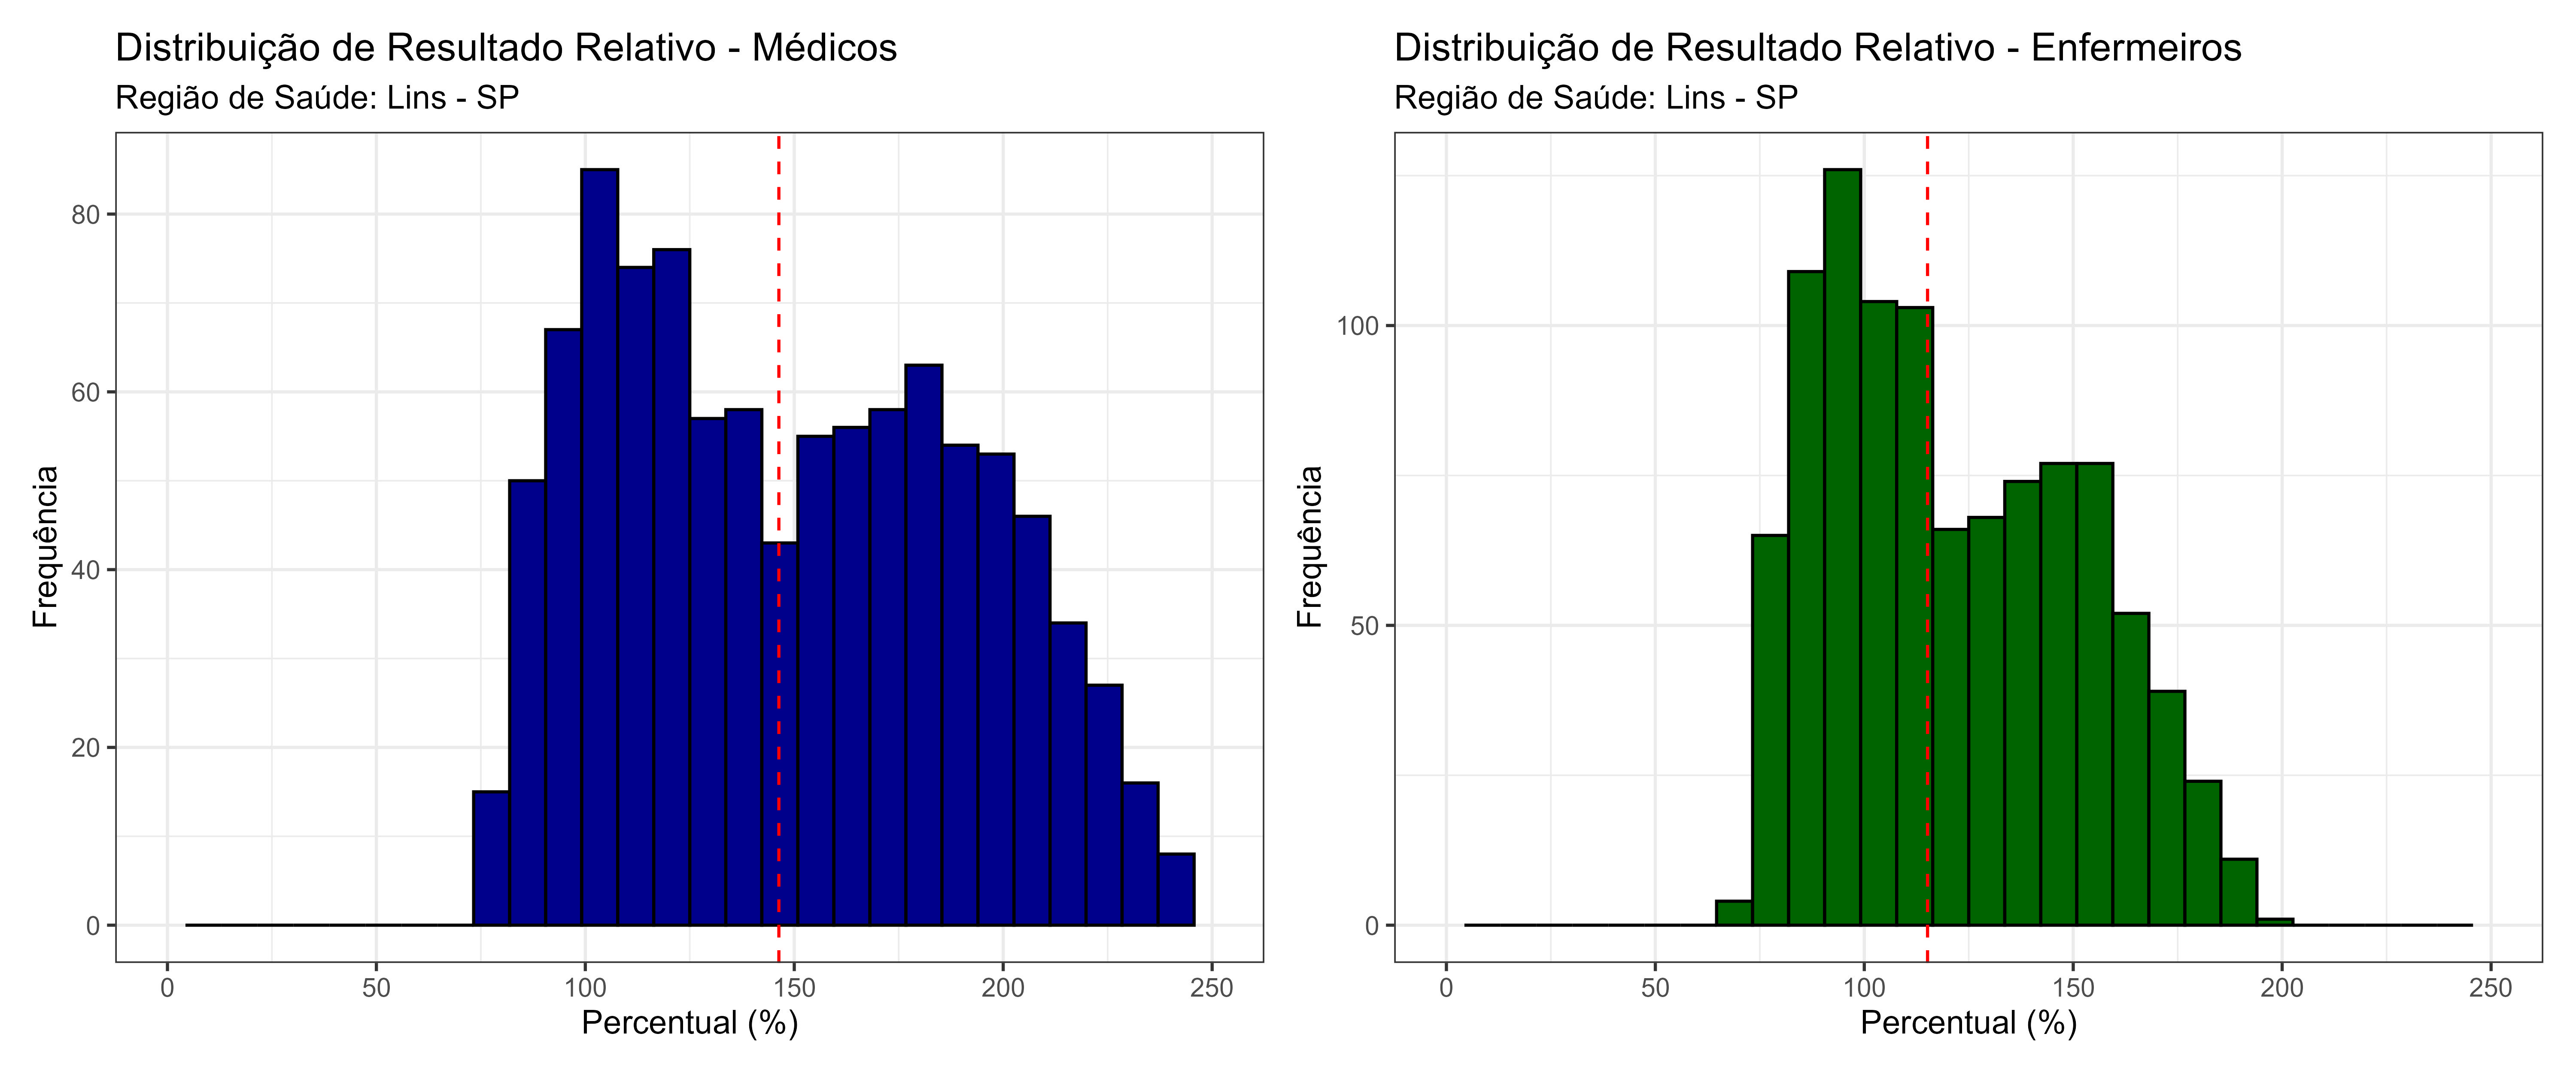 Distribuição de Resultado Relativo - Médicos
Região de Saúde: Lins - SP
Frequência
80
60
40
20
0
0 50 100 150 200 250
Percentual (%)
Distribuição de Resultado Relativo - Enfermeiros
Região de Saúde: Lins - SP
Frequência
100
50
0
0 50 100 150 200 250
Percentual (%)